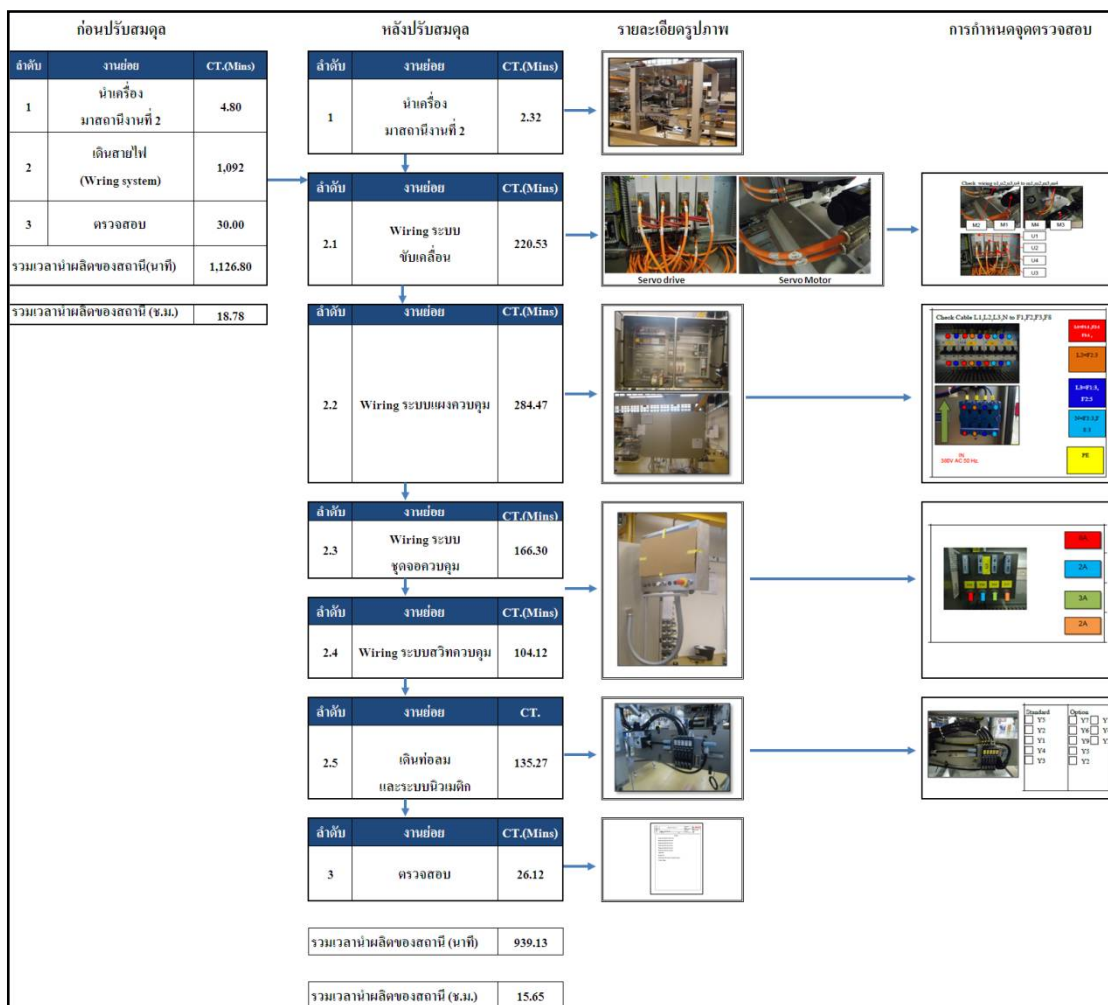 ก่อนปรับสมดุล
หลังปรับสมดุล
รายละเอียดรูปภาพ
การกำหนดจุดตรวจสอบ
ลำดับ งานย่อย CT.(Mins)
1 นำเครื่อง
มาสถานีงานที่ 2 4.80
2 เดินสายไฟ
(Wring system) 1,092
3 ตรวจสอบ 30.00
รวมเวลานำผลิตของสถานี(นาที) 1,126.80
รวมเวลานำผลิตของสถานี (ช.ม.) 18.78
ลำดับ งานย่อย CT.(Mins)
1 นำเครื่อง
มาสถานีงานที่ 2 2.32
ลำดับ งานย่อย CT.(Mins)
2.1 Wiring ระบบ
ขับเคลื่อน 220.53
Servo drive Servo Motor
M2 M1 M4 M3
U1
U2
U4
U3
ลำดับ งานย่อย CT.(Mins)
2.2 Wiring ระบบแผงควบคุม 284.47
Check Cable L1,L2,L3,N to F1,F2,F3,F8
L3=F1:5,
F2:5
IN
380V AC 50 Hz.
PE
ลำดับ งานย่อย CT.(Mins)
2.3 Wiring ระบบ
ชุดจอควบคุม 166.30
ลำดับ งานย่อย CT.(Mins)
2.4 Wiring ระบบสวิทควบคุม 104.12
2A
3A
2A
ลำดับ งานย่อย CT.
2.5 เดินท่อลม
และระบบนิวเมติก 135.27
Standard Option
Y2
Y1
Y4
Y3
ลำดับ งานย่อย CT.(Mins)
3 ตรวจสอบ 26.12
รวมเวลานำผลิตของสถานี (นาที) 939.13
รวมเวลานำผลิตของสถานี (ช.ม.) 15.65